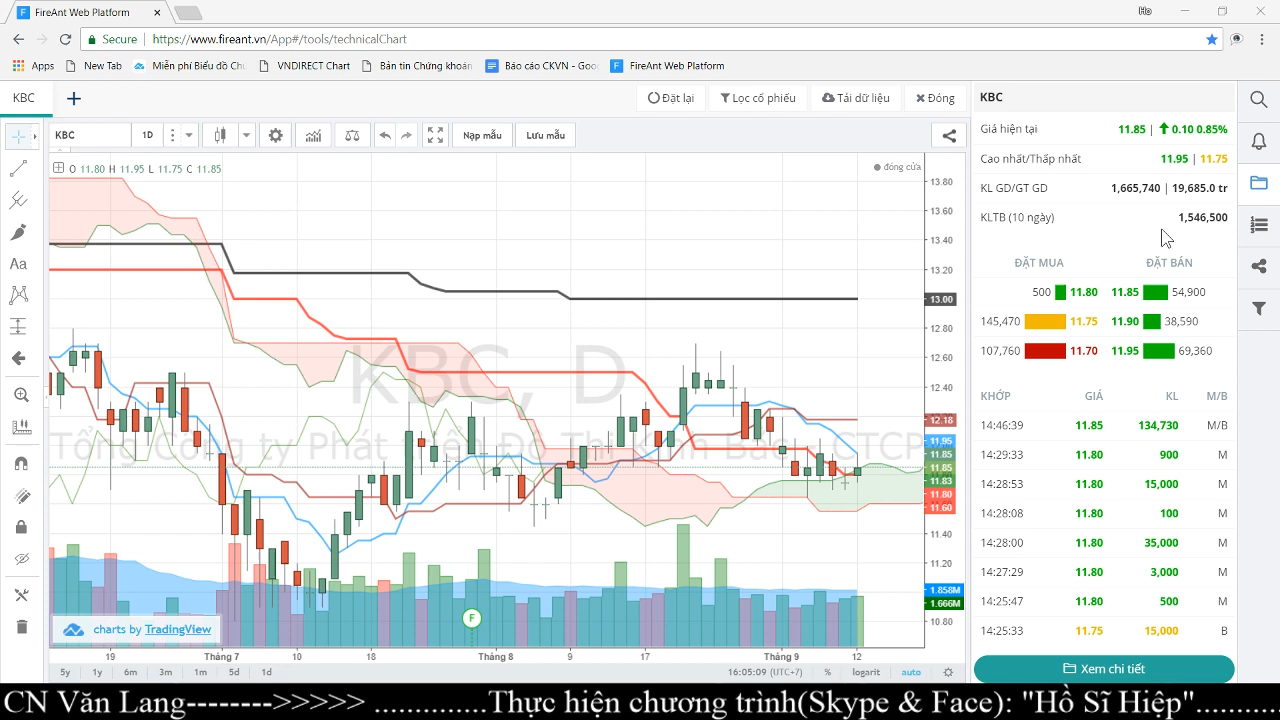 FireAnt Web Platform
Secure | https://www.fireant.vn/App#/tools/technicalChart
Apps New Tab Miễn phí Biểu đồ Ch VNDIRECT Chart Bản tin Chứng khoán Báo cáo CKVN - Goo FireAnt Web Platform
KBC + Đặt lại Lọc cổ phiếu Tải dữ liệu Đóng
KBC 1D Nạp mẫu Lưu mẫu
O 11.80 H 11.95 L 11.75 C 11.85 đóng cửa
KBC, D
Tổng Công ty Phát triển Đô Thị Kinh Bắc - CTCP
13.80
13.60
13.40
13.20
13.00
12.80
12.60
12.40
12.18
11.95
11.85
11.85
11.83
11.80
11.60
11.40
11.20
1.858M
1.666M
10.80
F
charts by TradingView
19 Tháng 7 10 18 Tháng 8 9 17 Tháng 9 12
5y 1y 6m 3m 1m 5d 1d 16:05:09 (UTC+7) % logarit auto
Aa
KBC
Giá hiện tại 11.85 | 0.10 0.85%
Cao nhất/Thấp nhất 11.95 | 11.75
KL GD/GT GD 1,665,740 | 19,685.0 tr
KLTB (10 ngày) 1,546,500
ĐẶT MUA ĐẶT BÁN
500 11.80 11.85 54,900
145,470 11.75 11.90 38,590
107,760 11.70 11.95 69,360
KHỚP GIÁ KL M/B
14:46:39 11.85 134,730 M/B
14:29:33 11.80 900 M
14:28:53 11.80 15,000 M
14:28:08 11.80 100 M
14:28:00 11.80 35,000 M
14:27:29 11.80 3,000 M
14:25:47 11.80 500 M
14:25:33 11.75 15,000 B
Xem chi tiết
CN Văn Lang-------->>>>> ..............Thực hiện chương trình(Skype & Face): "Hồ Sĩ Hiệp"...........